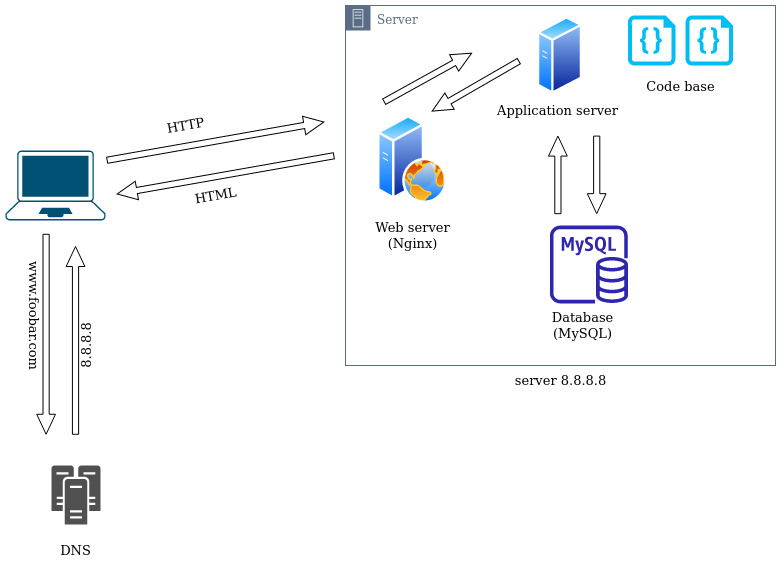 Server
{} {}
Application server
Code base
HTTP
HTML
Web server
(Nginx)
MySQL
Database
(MySQL)
server 8.8.8.8
www.foobar.com
8.8.8.8
DNS